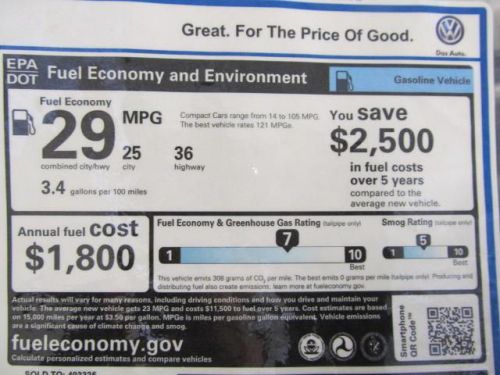 Great. For The Price Of Good.
Das Auto.
EPA
DOT
Fuel Economy and Environment
Gasoline Vehicle
Fuel Economy
29 MPG
combined city/hwy
25
city
36
highway
3.4 gallons per 100 miles
Compact Cars range from 14 to 105 MPG.
The best vehicle rates 121 MPGe.
You save
$2,500
in fuel costs
over 5 years
compared to the
average new vehicle.
Annual fuel cost
$1,800
Fuel Economy & Greenhouse Gas Rating (tailpipe only)
1
7
10
Best
Smog Rating (tailpipe only)
1
5
10
Best
This vehicle emits 308 grams of CO2 per mile. The best emits 0 grams per mile (tailpipe only). Producing and
distributing fuel also create emissions; learn more at fueleconomy.gov.
Actual results will vary for many reasons, including driving conditions and how you drive and maintain your
vehicle. The average new vehicle gets 23 MPG and costs $11,500 to fuel over 5 years. Cost estimates are based
on 15,000 miles per year at $3.50 per gallon. MPGe is miles per gasoline gallon equivalent. Vehicle emissions
are a significant cause of climate change and smog.
fueleconomy.gov
Calculate personalized estimates and compare vehicles
Smartphone
QR Code™
SOLD TO: 402325